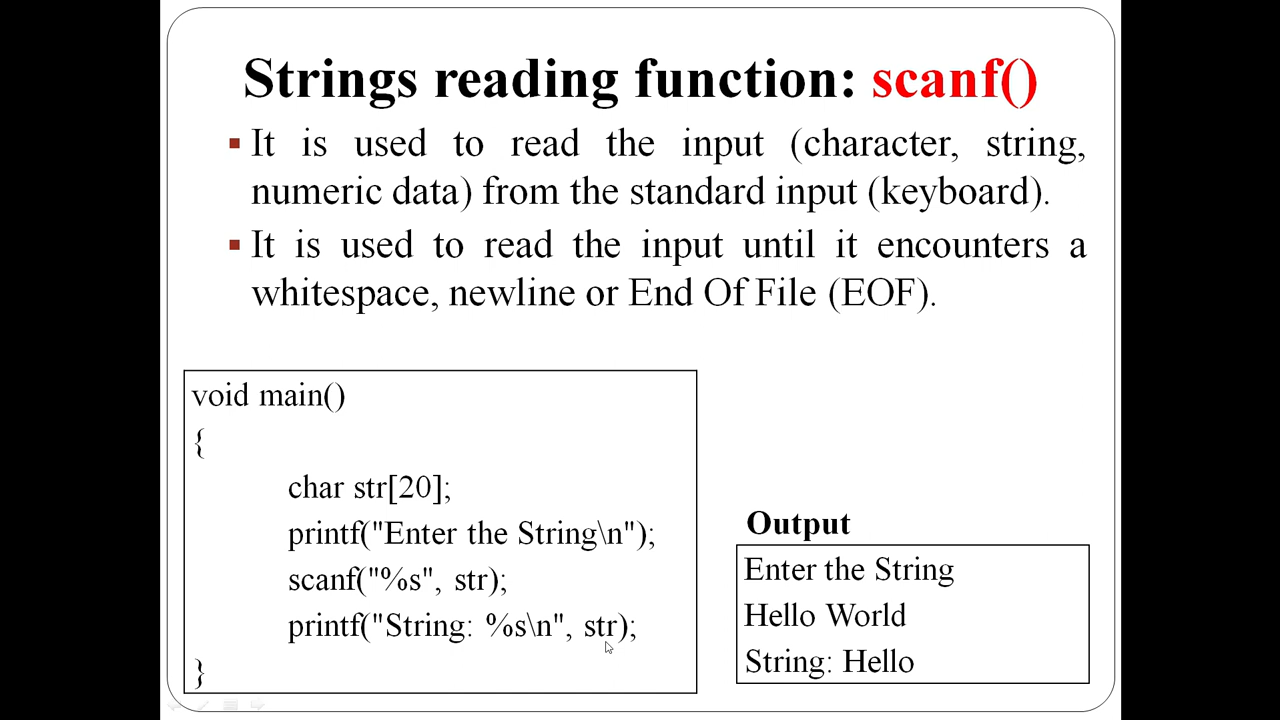 Strings reading function: scanf()
▪ It is used to read the input (character, string,
numeric data) from the standard input (keyboard).
▪ It is used to read the input until it encounters a
whitespace, newline or End Of File (EOF).
void main()
{
char str[20];
printf("Enter the String\n");
scanf("%s", str);
printf("String: %s\n", str);
}
Output
Enter the String
Hello World
String: Hello